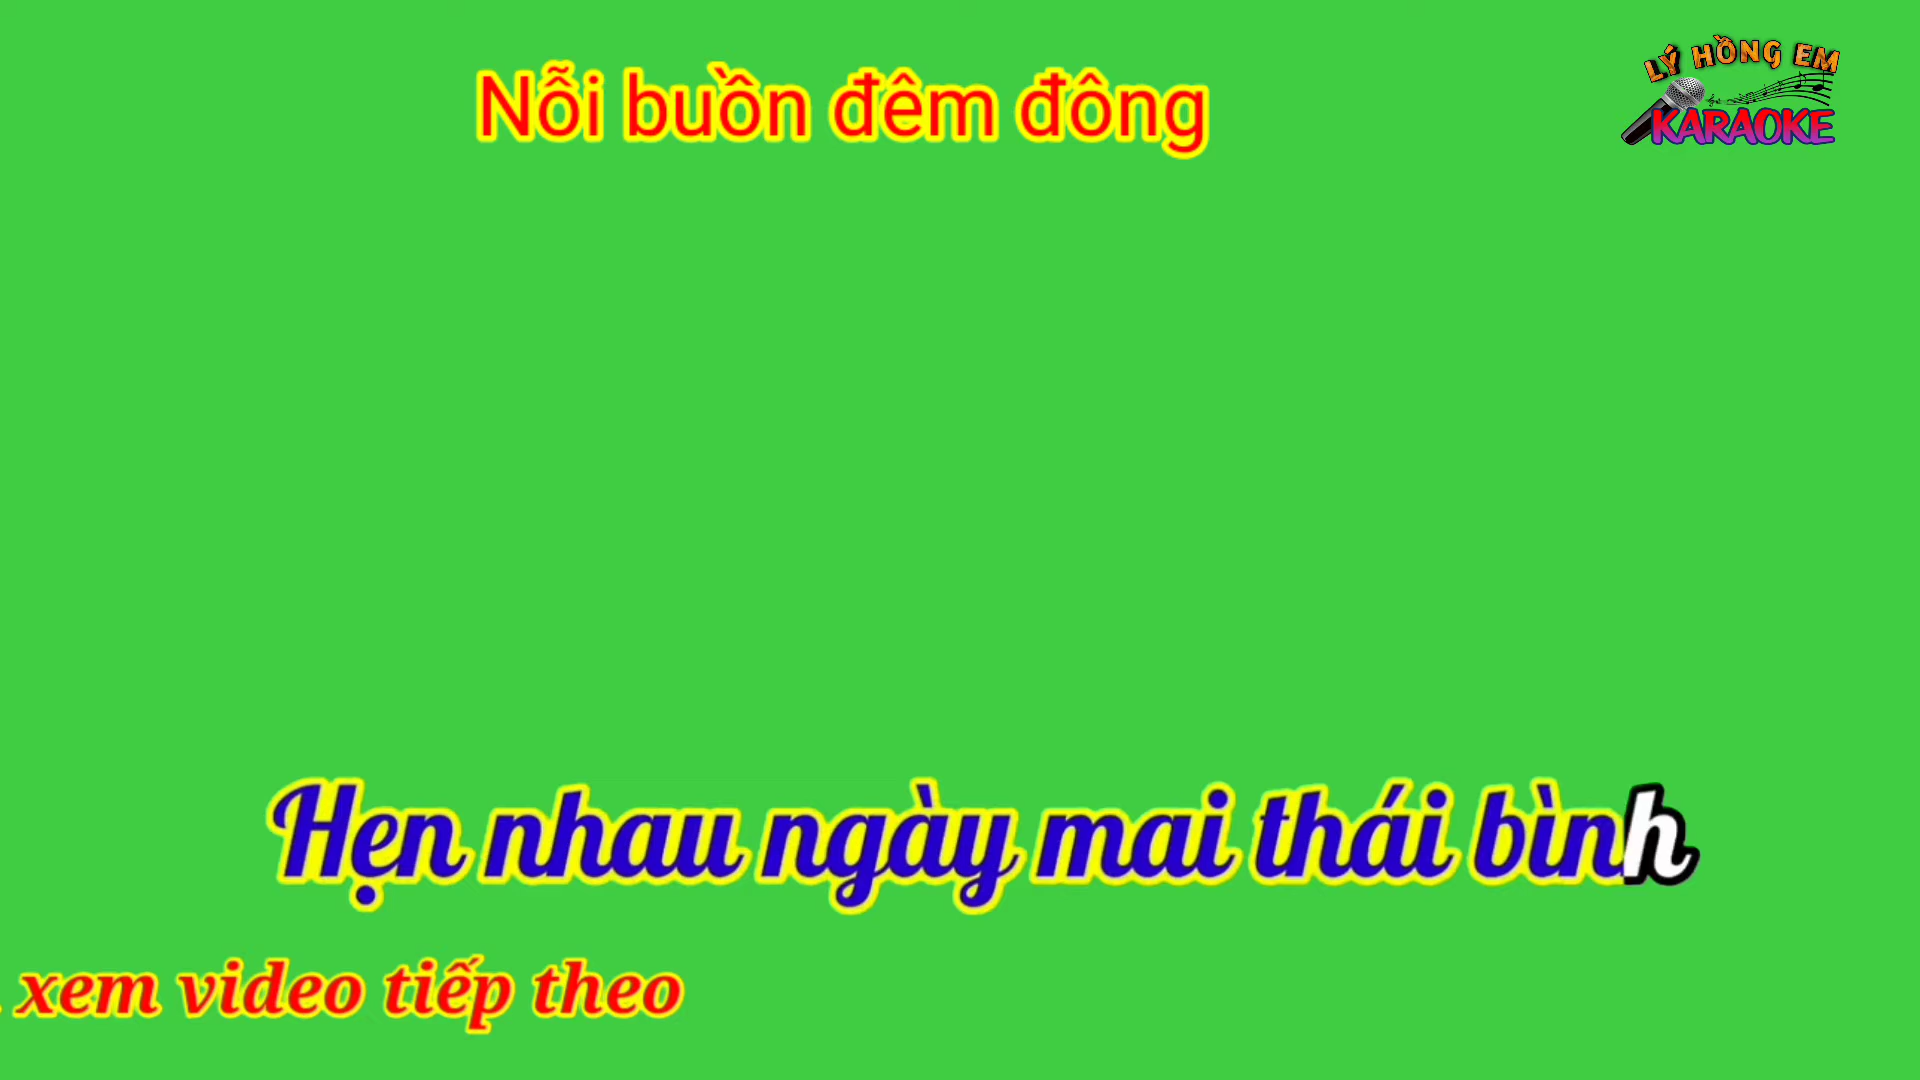 Nỗi buồn đêm đông
LÝ HỒNG EM
KARAOKE
Hẹn nhau ngày mai thái bình
xem video tiếp theo